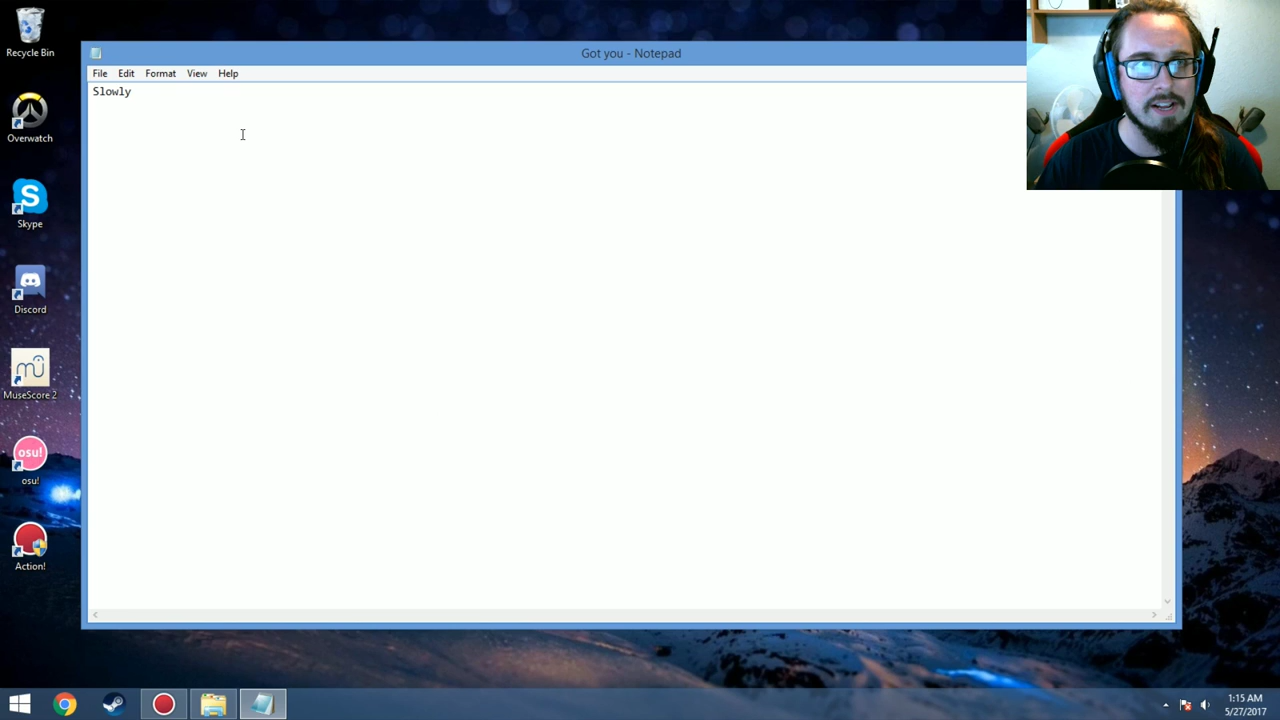 Recycle Bin
Got you - Notepad
File Edit Format View Help
Slowly
Overwatch
S
Skype
Discord
MuseScore 2
osu!
osu!
Action!
1:15 AM
5/27/2017